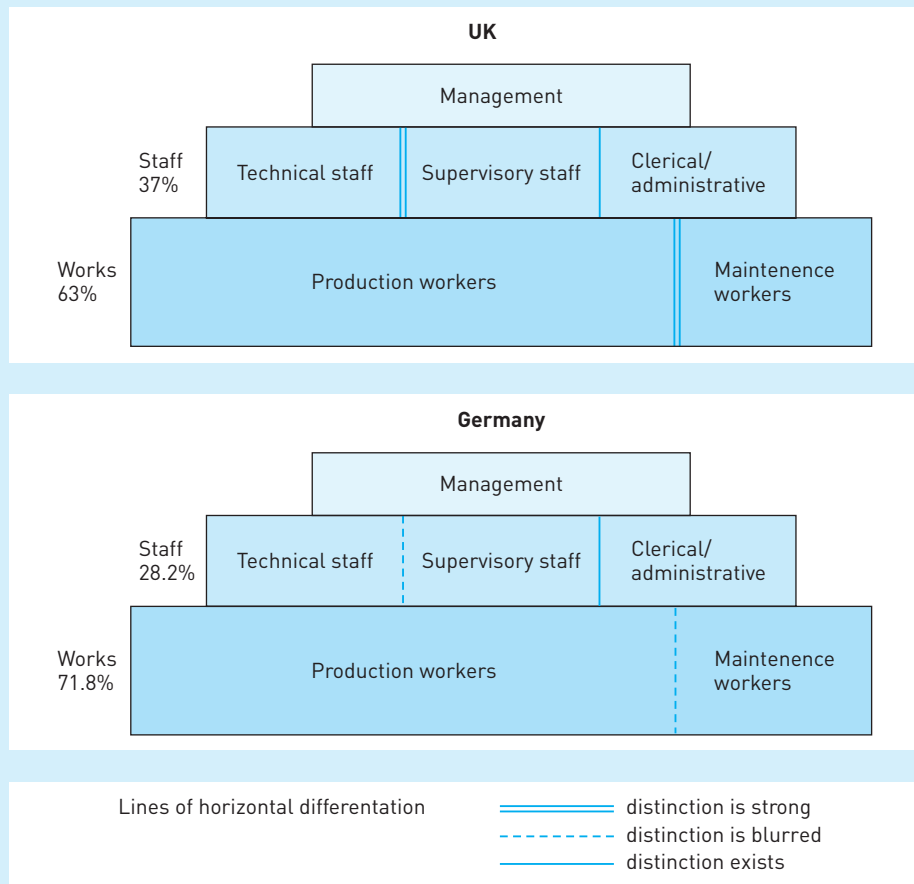 UK
Management
Staff
37%
Technical staff
Supervisory staff
Clerical/
administrative
Works
63%
Production workers
Maintenence
workers
Germany
Management
Staff
28.2%
Technical staff
Supervisory staff
Clerical/
administrative
Works
71.8%
Production workers
Maintenence
workers
Lines of horizontal differentation
distinction is strong
distinction is blurred
distinction exists